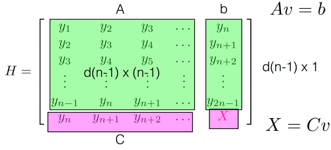 A b Av = b
y₁ y₂ y₃ ⋯ yₙ
y₂ y₃ y₄ ⋯ yₙ₊₁
H = y₃ y₄ y₅ ⋯ yₙ₊₂ d(n-1) x 1
⋮ ⋮ ⋮ ⋱ ⋮
d(n-1) x (n-1)
yₙ₋₁ yₙ yₙ₊₁ ⋯ y₂ₙ₋₁
yₙ yₙ₊₁ yₙ₊₂ ⋯ X X = Cv
C